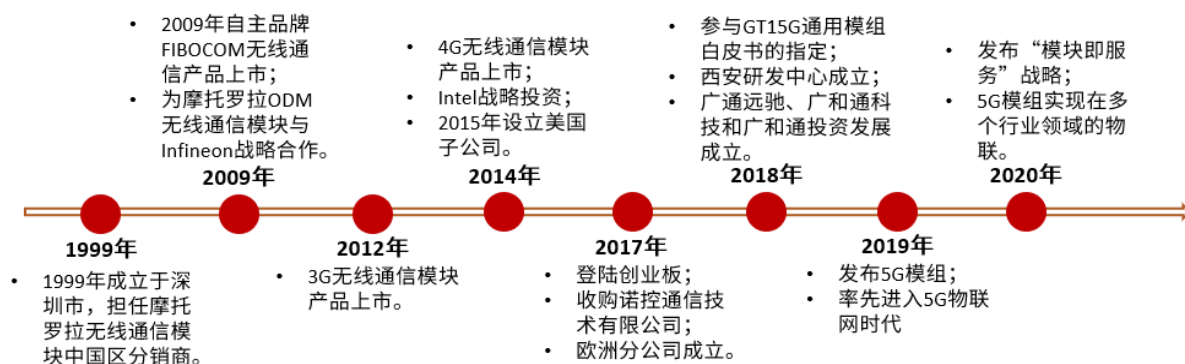 • 2009年自主品牌
FIBOCOM无线通
信产品上市；
• 为摩托罗拉ODM
无线通信模块与
Infineon战略合作。
2009年
• 4G无线通信模块
产品上市；
• Intel战略投资；
• 2015年设立美国
子公司。
2014年
• 参与GT15G通用模组
白皮书的指定；
• 西安研发中心成立；
• 广通远驰、广和通科
技和广和通投资发展
成立。
2018年
• 发布“模块即服
务”战略；
• 5G模组实现在多
个行业领域的物
联。
2020年
1999年
• 1999年成立于深
圳市，担任摩托
罗拉无线通信模
块中国区分销商。
2012年
• 3G无线通信模块
产品上市。
2017年
• 登陆创业板；
• 收购诺控通信技
术有限公司；
• 欧洲分公司成立。
2019年
• 发布5G模组；
• 率先进入5G物联
网时代